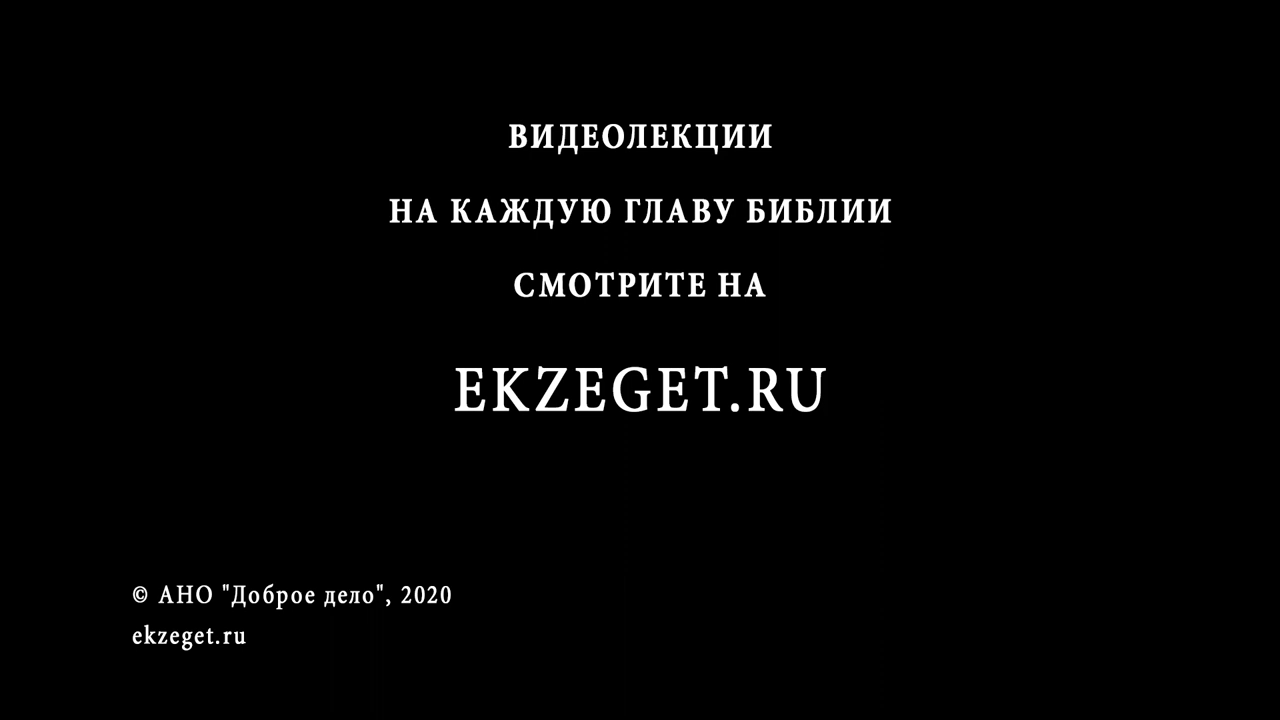 ВИДЕОЛЕКЦИИ
НА КАЖДУЮ ГЛАВУ БИБЛИИ
СМОТРИТЕ НА
EKZEGET.RU
© АНО "Доброе дело", 2020
ekzeget.ru